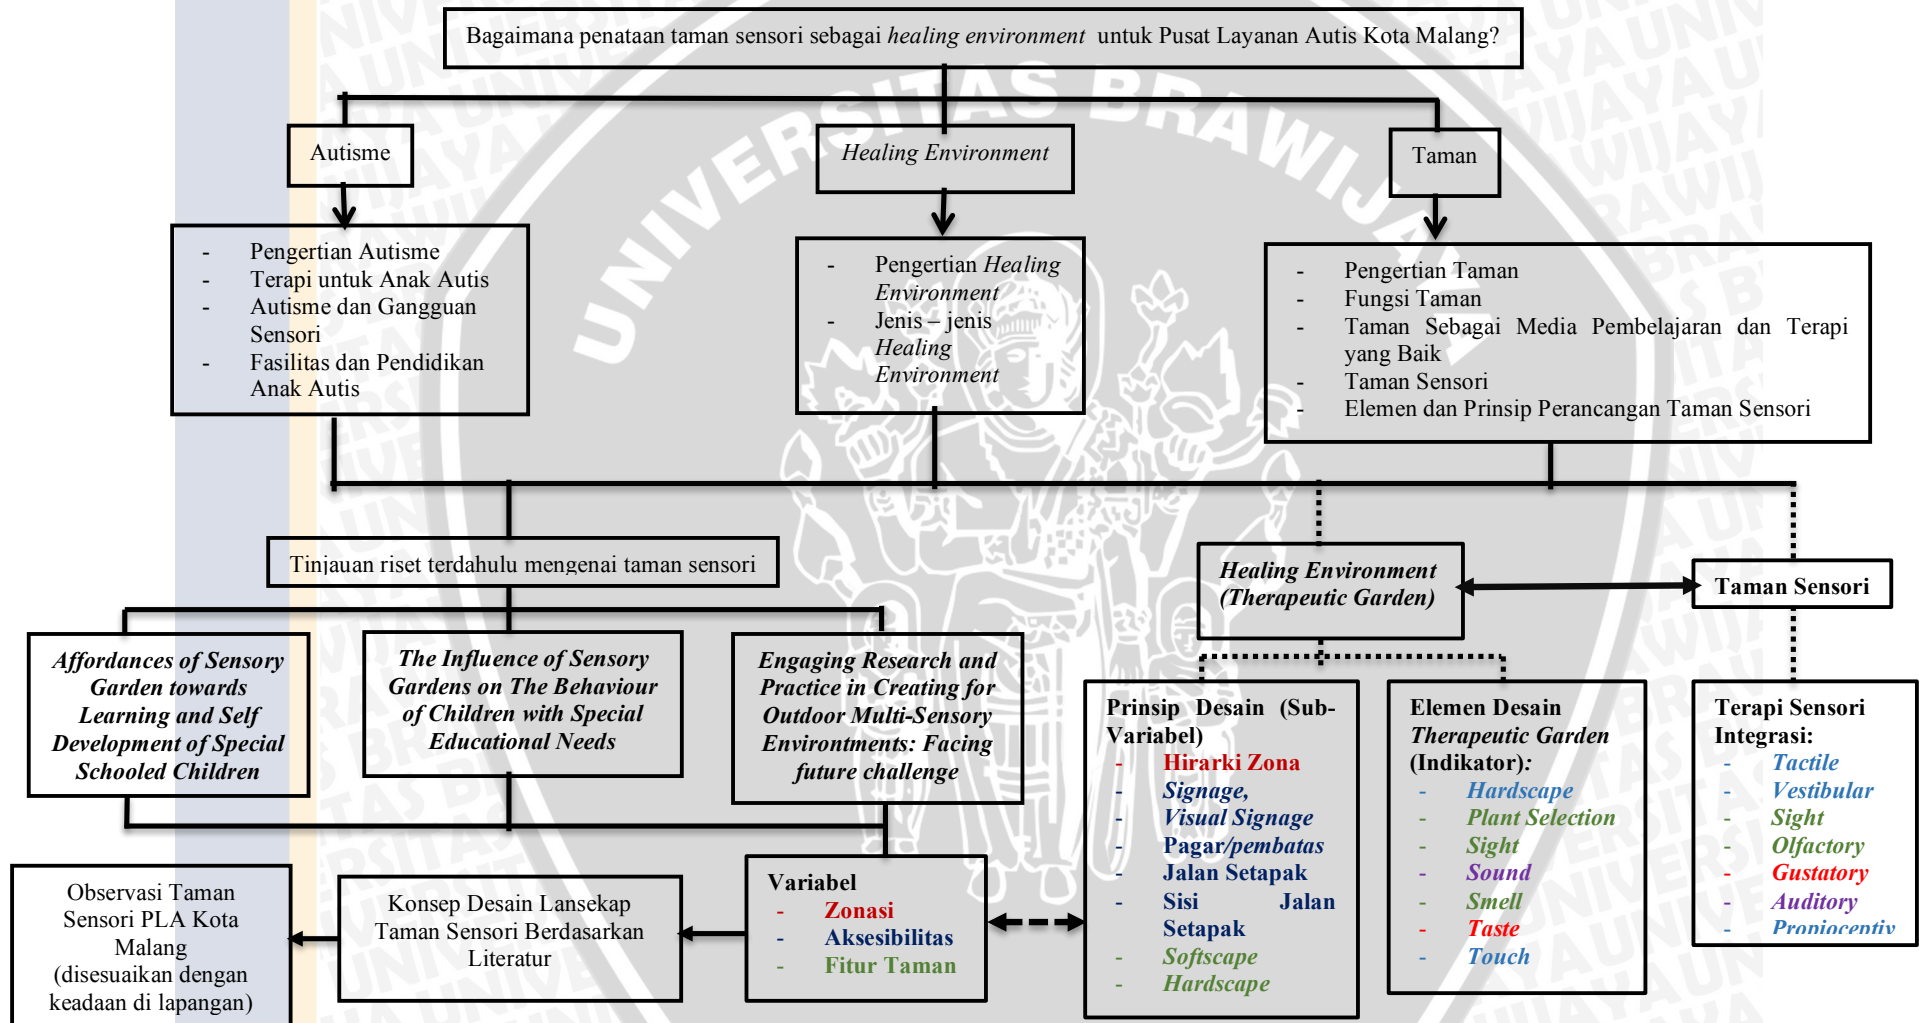 Bagaimana penataan taman sensori sebagai healing environment untuk Pusat Layanan Autis Kota Malang?
UNIVERSITAS BRAWIJAYA
Autisme
Healing Environment
Taman
- Pengertian Autisme
- Terapi untuk Anak Autis
- Autisme dan Gangguan
Sensori
- Fasilitas dan Pendidikan
Anak Autis
- Pengertian Healing
Environment
- Jenis – jenis
Healing
Environment
- Pengertian Taman
- Fungsi Taman
- Taman Sebagai Media Pembelajaran dan Terapi
yang Baik
- Taman Sensori
- Elemen dan Prinsip Perancangan Taman Sensori
Tinjauan riset terdahulu mengenai taman sensori
Healing Environment
(Therapeutic Garden)
Taman Sensori
Affordances of Sensory
Garden towards
Learning and Self
Development of Special
Schooled Children
The Influence of Sensory
Gardens on The Behaviour
of Children with Special
Educational Needs
Engaging Research and
Practice in Creating for
Outdoor Multi-Sensory
Environtments: Facing
future challenge
Prinsip Desain (Sub-
Variabel)
- Hirarki Zona
- Signage,
- Visual Signage
- Pagar/pembatas
- Jalan Setapak
- Sisi Jalan
Setapak
- Softscape
- Hardscape
Elemen Desain
Therapeutic Garden
(Indikator):
- Hardscape
- Plant Selection
- Sight
- Sound
- Smell
- Taste
- Touch
Terapi Sensori
Integrasi:
- Tactile
- Vestibular
- Sight
- Olfactory
- Gustatory
- Auditory
- Propioceptiv
Observasi Taman
Sensori PLA Kota
Malang
(disesuaikan dengan
keadaan di lapangan)
Konsep Desain Lansekap
Taman Sensori Berdasarkan
Literatur
Variabel
- Zonasi
- Aksesibilitas
- Fitur Taman